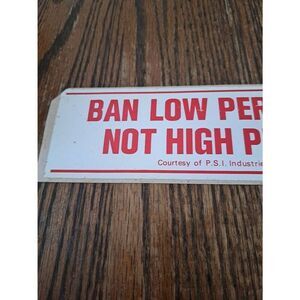 BAN LOW PER
NOT HIGH P
Courtesy of P.S.I. Industrie